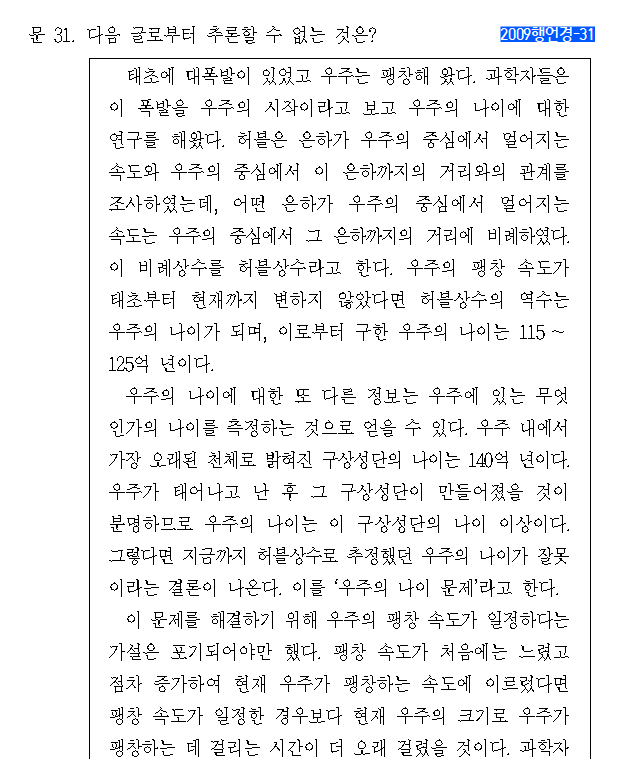 문 31. 다음 글로부터 추론할 수 없는 것은? 2009행언경-31
태초에 대폭발이 있었고 우주는 팽창해 왔다. 과학자들은
이 폭발을 우주의 시작이라고 보고 우주의 나이에 대한
연구를 해왔다. 허블은 은하가 우주의 중심에서 멀어지는
속도와 우주의 중심에서 이 은하까지의 거리와의 관계를
조사하였는데, 어떤 은하가 우주의 중심에서 멀어지는
속도는 우주의 중심에서 그 은하까지의 거리에 비례하였다.
이 비례상수를 허블상수라고 한다. 우주의 팽창 속도가
태초부터 현재까지 변하지 않았다면 허블상수의 역수는
우주의 나이가 되며, 이로부터 구한 우주의 나이는 115 ~
125억 년이다.
우주의 나이에 대한 또 다른 정보는 우주에 있는 무엇
인가의 나이를 측정하는 것으로 얻을 수 있다. 우주 내에서
가장 오래된 천체로 밝혀진 구상성단의 나이는 140억 년이다.
우주가 태어나고 난 후 그 구상성단이 만들어졌을 것이
분명하므로 우주의 나이는 이 구상성단의 나이 이상이다.
그렇다면 지금까지 허블상수로 추정했던 우주의 나이가 잘못
이라는 결론이 나온다. 이를 ‘우주의 나이 문제’라고 한다.
이 문제를 해결하기 위해 우주의 팽창 속도가 일정하다는
가설은 포기되어야만 했다. 팽창 속도가 처음에는 느렸고
점차 증가하여 현재 우주가 팽창하는 속도에 이르렀다면
팽창 속도가 일정한 경우보다 현재 우주의 크기로 우주가
팽창하는 데 걸리는 시간이 더 오래 걸렸을 것이다. 과학자